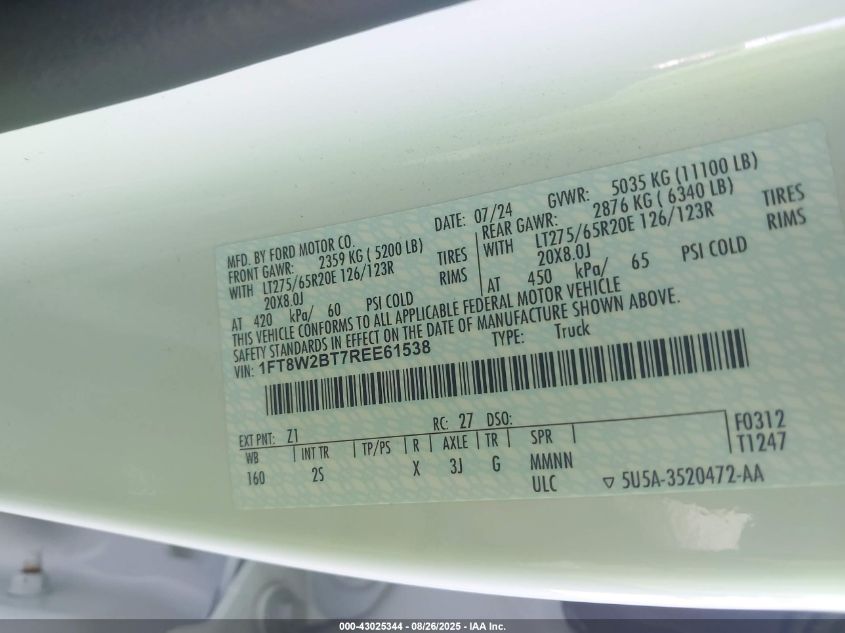 MFD. BY FORD MOTOR CO.
DATE: 07/24
GVWR: 5035 KG (11100 LB)
FRONT GAWR: 2359 KG ( 5200 LB)
REAR GAWR: 2876 KG ( 6340 LB)
WITH LT275/65R20E 126/123R TIRES
WITH LT275/65R20E 126/123R TIRES
20X8.0J RIMS
20X8.0J RIMS
AT 420 kPa/ 60 PSI COLD
AT 450 kPa/ 65 PSI COLD
THIS VEHICLE CONFORMS TO ALL APPLICABLE FEDERAL MOTOR VEHICLE
SAFETY STANDARDS IN EFFECT ON THE DATE OF MANUFACTURE SHOWN ABOVE.
VIN: 1FT8W2BT7REE61538 TYPE: Truck
EXT PNT: Z1 RC: 27 DSO:
WB INT TR TP/PS R AXLE TR SPR
160 2S X 3J G MMNN
ULC
F0312
T1247
▽ 5U5A-3520472-AA
000-43025344 - 08/26/2025 - IAA Inc.